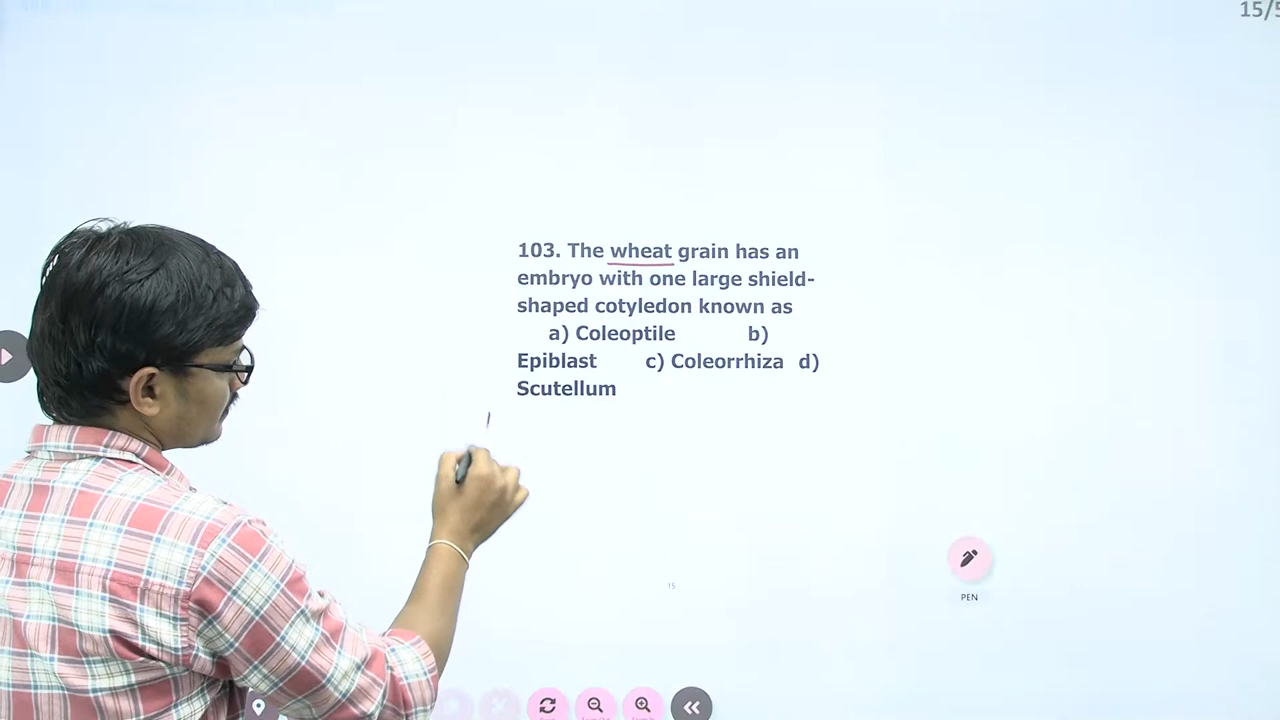 15/5
103. The wheat grain has an
embryo with one large shield-
shaped cotyledon known as
a) Coleoptile b)
Epiblast c) Coleorrhiza d)
Scutellum
15
PEN